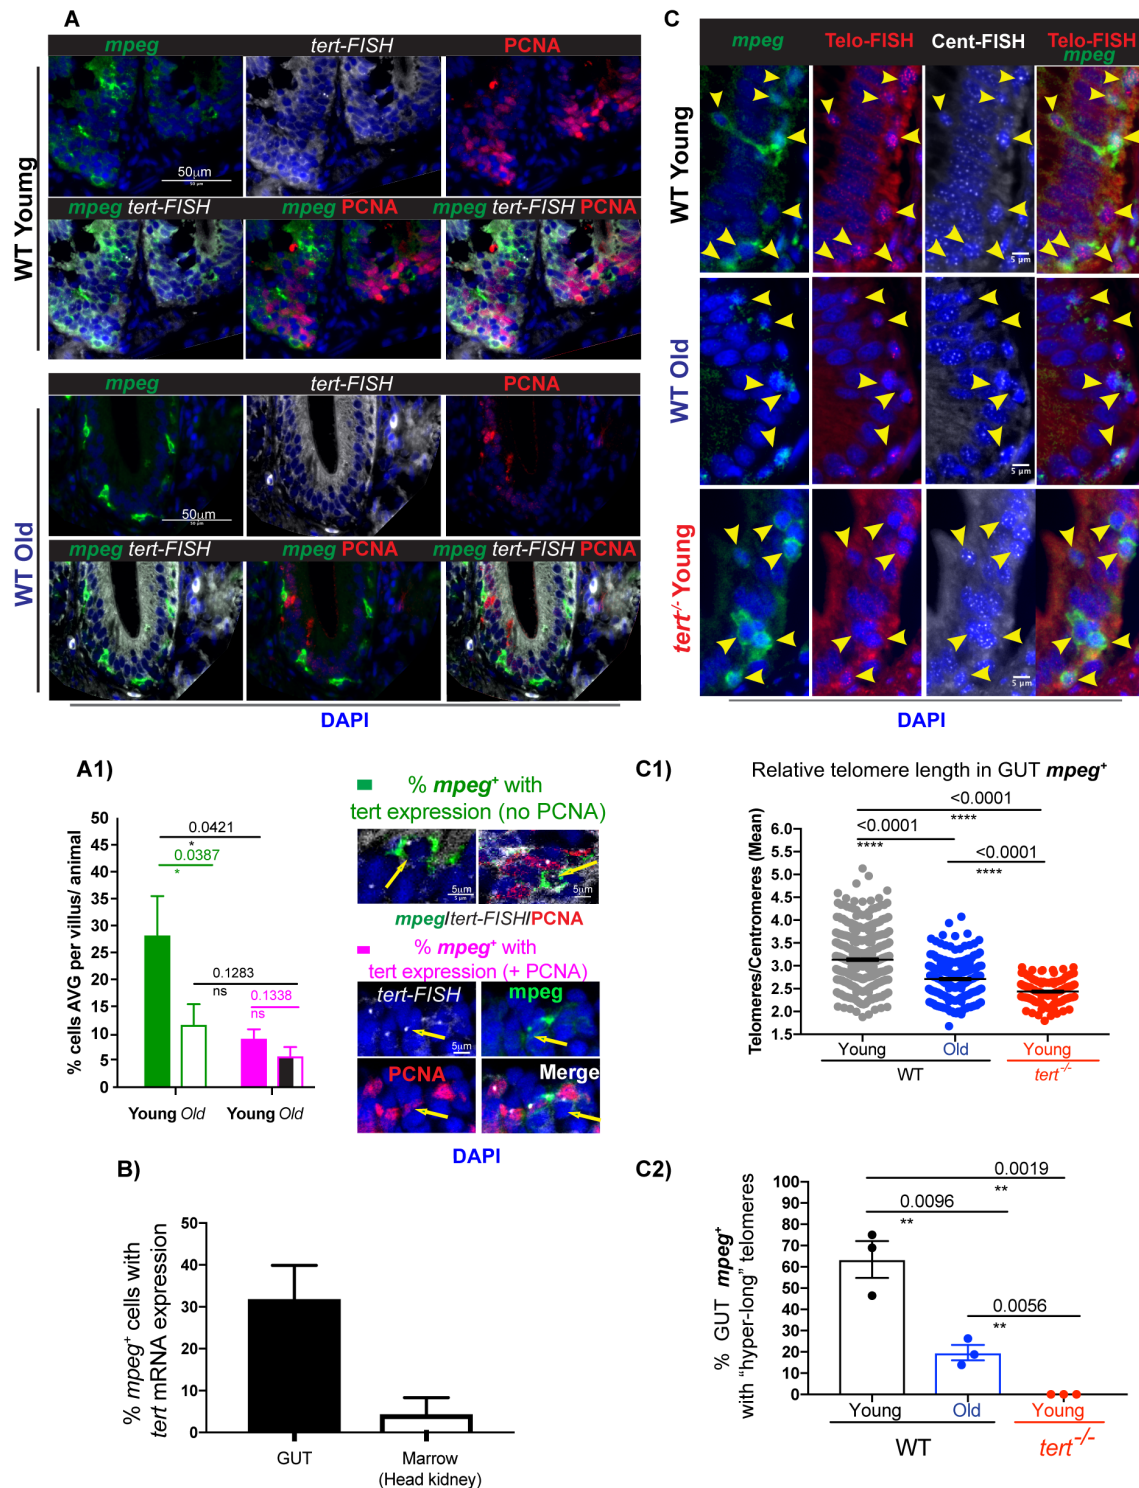 A
mpeg tert-FISH PCNA
WT Young
50µm
50 µm
mpeg tert-FISH mpeg PCNA mpeg tert-FISH PCNA
mpeg tert-FISH PCNA
WT Old
50µm
50 µm
mpeg tert-FISH mpeg PCNA mpeg tert-FISH PCNA
DAPI
C
mpeg Telo-FISH Cent-FISH Telo-FISH
mpeg
WT Young
5 µm
WT Old
5 µm
tert-/- Young
5 µm
DAPI
A1)
% cells AVG per villus/ animal
50
45
40
35
30
25
20
15
10
5
0
0.0421
*
0.0387
*
0.1283
ns
0.1338
ns
Young Old Young Old
% mpeg+ with
tert expression (no PCNA)
5µm
5 µm
5µm
mpeg/tert-FISH/PCNA
% mpeg+ with
tert expression (+ PCNA)
tert-FISH mpeg
5µm
PCNA Merge
DAPI
B)
% mpeg+ cells with
tert mRNA expression
50
40
30
20
10
0
GUT Marrow
(Head kidney)
C1)
Relative telomere length in GUT mpeg+
<0.0001
****
<0.0001
****
<0.0001
****
Telomeres/Centromeres (Mean)
6.0
5.5
5.0
4.5
4.0
3.5
3.0
2.5
2.0
1.5
Young Old Young
WT tert-/-
C2)
% GUT mpeg+
with “hyper-long” telomeres
100
90
80
70
60
50
40
30
20
10
0
0.0019
**
0.0096
**
0.0056
**
Young Old Young
WT tert-/-